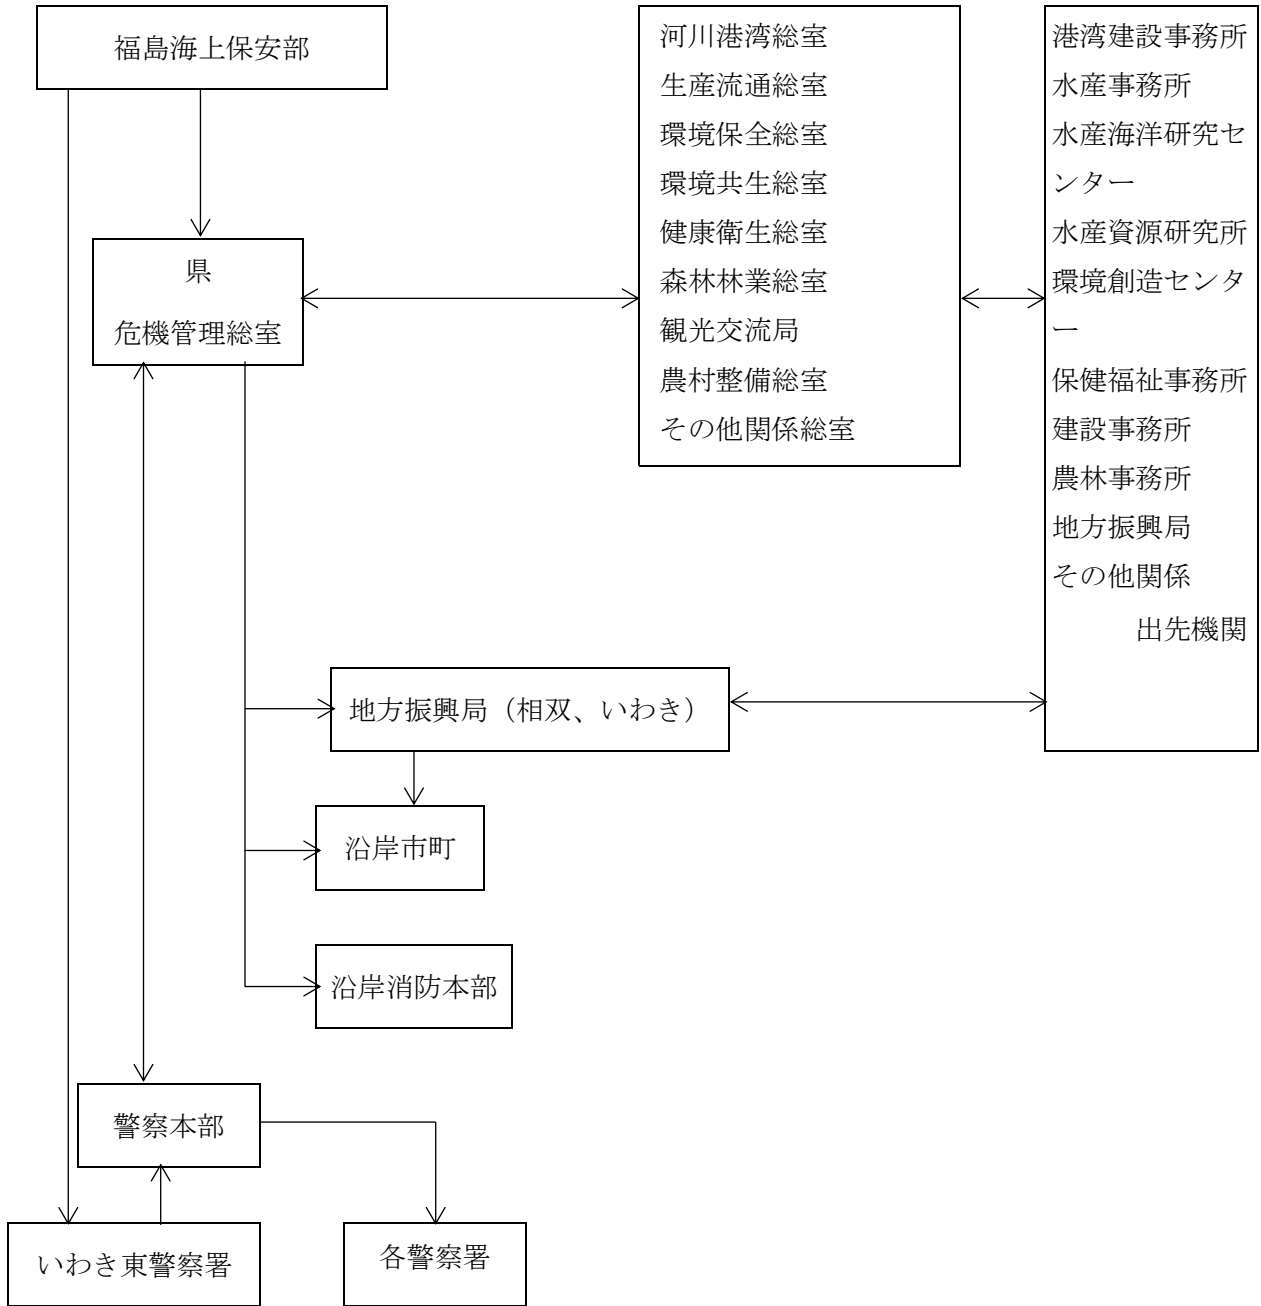 福島海上保安部
県
危機管理総室
河川港湾総室
生産流通総室
環境保全総室
環境共生総室
健康衛生総室
森林林業総室
観光交流局
農村整備総室
その他関係総室
港湾建設事務所
水産事務所
水産海洋研究セ
ンター
水産資源研究所
環境創造センタ
ー
保健福祉事務所
建設事務所
農林事務所
地方振興局
その他関係
出先機関
地方振興局（相双、いわき）
沿岸市町
沿岸消防本部
警察本部
いわき東警察署
各警察署